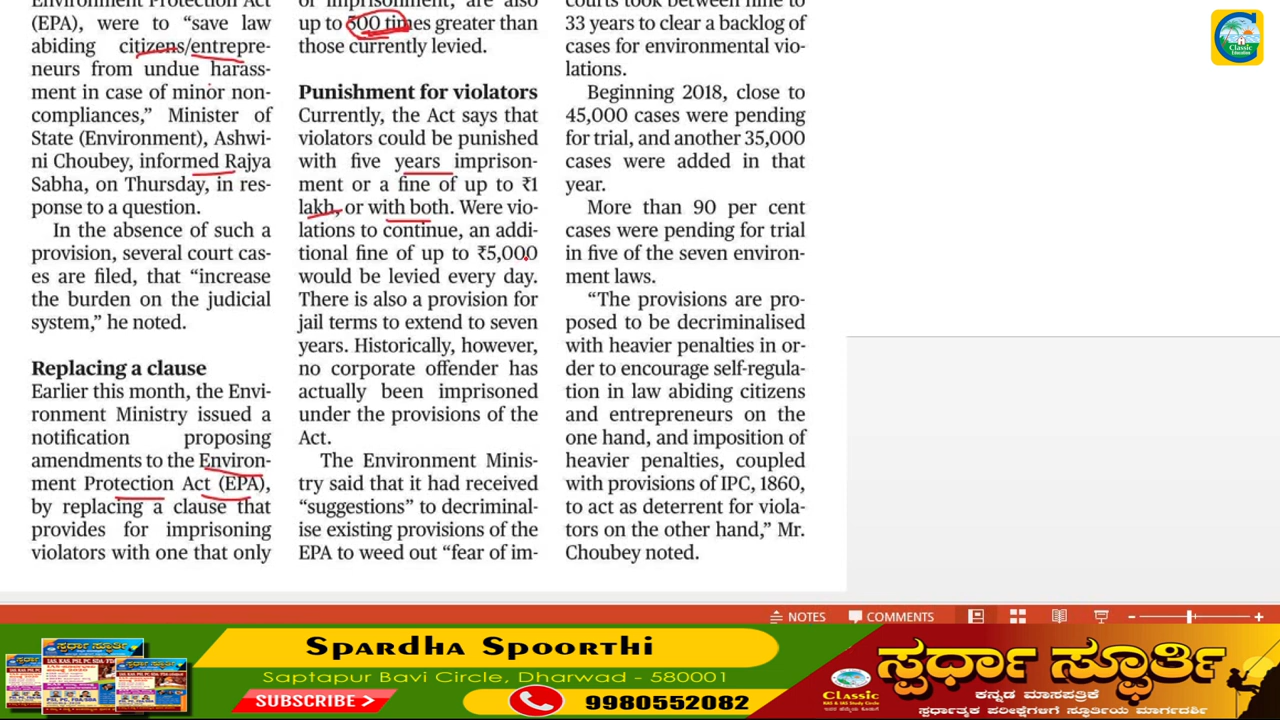 Environment Protection Act
(EPA), were to “save law
abiding citizens/entrepre-
neurs from undue harass-
ment in case of minor non-
compliances,” Minister of
State (Environment), Ashwi-
ni Choubey, informed Rajya
Sabha, on Thursday, in res-
ponse to a question.
In the absence of such a
provision, several court cas-
es are filed, that “increase
the burden on the judicial
system,” he noted.
Replacing a clause
Earlier this month, the Envi-
ronment Ministry issued a
notification proposing
amendments to the Environ-
ment Protection Act (EPA),
by replacing a clause that
provides for imprisoning
violators with one that only
of imprisonment, are also
up to 500 times greater than
those currently levied.
Punishment for violators
Currently, the Act says that
violators could be punished
with five years imprison-
ment or a fine of up to ₹1
lakh, or with both. Were vio-
lations to continue, an addi-
tional fine of up to ₹5,000
would be levied every day.
There is also a provision for
jail terms to extend to seven
years. Historically, however,
no corporate offender has
actually been imprisoned
under the provisions of the
Act.
The Environment Minis-
try said that it had received
“suggestions” to decriminal-
ise existing provisions of the
EPA to weed out “fear of im-
courts took between nine to
33 years to clear a backlog of
cases for environmental vio-
lations.
Beginning 2018, close to
45,000 cases were pending
for trial, and another 35,000
cases were added in that
year.
More than 90 per cent
cases were pending for trial
in five of the seven environ-
ment laws.
“The provisions are pro-
posed to be decriminalised
with heavier penalties in or-
der to encourage self-regula-
tion in law abiding citizens
and entrepreneurs on the
one hand, and imposition of
heavier penalties, coupled
with provisions of IPC, 1860,
to act as deterrent for viola-
tors on the other hand,” Mr.
Choubey noted.
Classic
Education
NOTES COMMENTS
Spardha Spoorthi
Saptapur Bavi Circle, Dharwad - 580001
SUBSCRIBE > 9980552082
Classic
KAS & IAS Study Circle
ಸ್ಪರ್ಧಾ ಸ್ಫೂರ್ತಿ
ಕನ್ನಡ ಮಾಸಪತ್ರಿಕೆ
ಸ್ಪರ್ಧಾತ್ಮಕ ಪರೀಕ್ಷೆಗಳಿಗೆ ಸ್ಫೂರ್ತಿಯ ಮಾರ್ಗದರ್ಶಿ